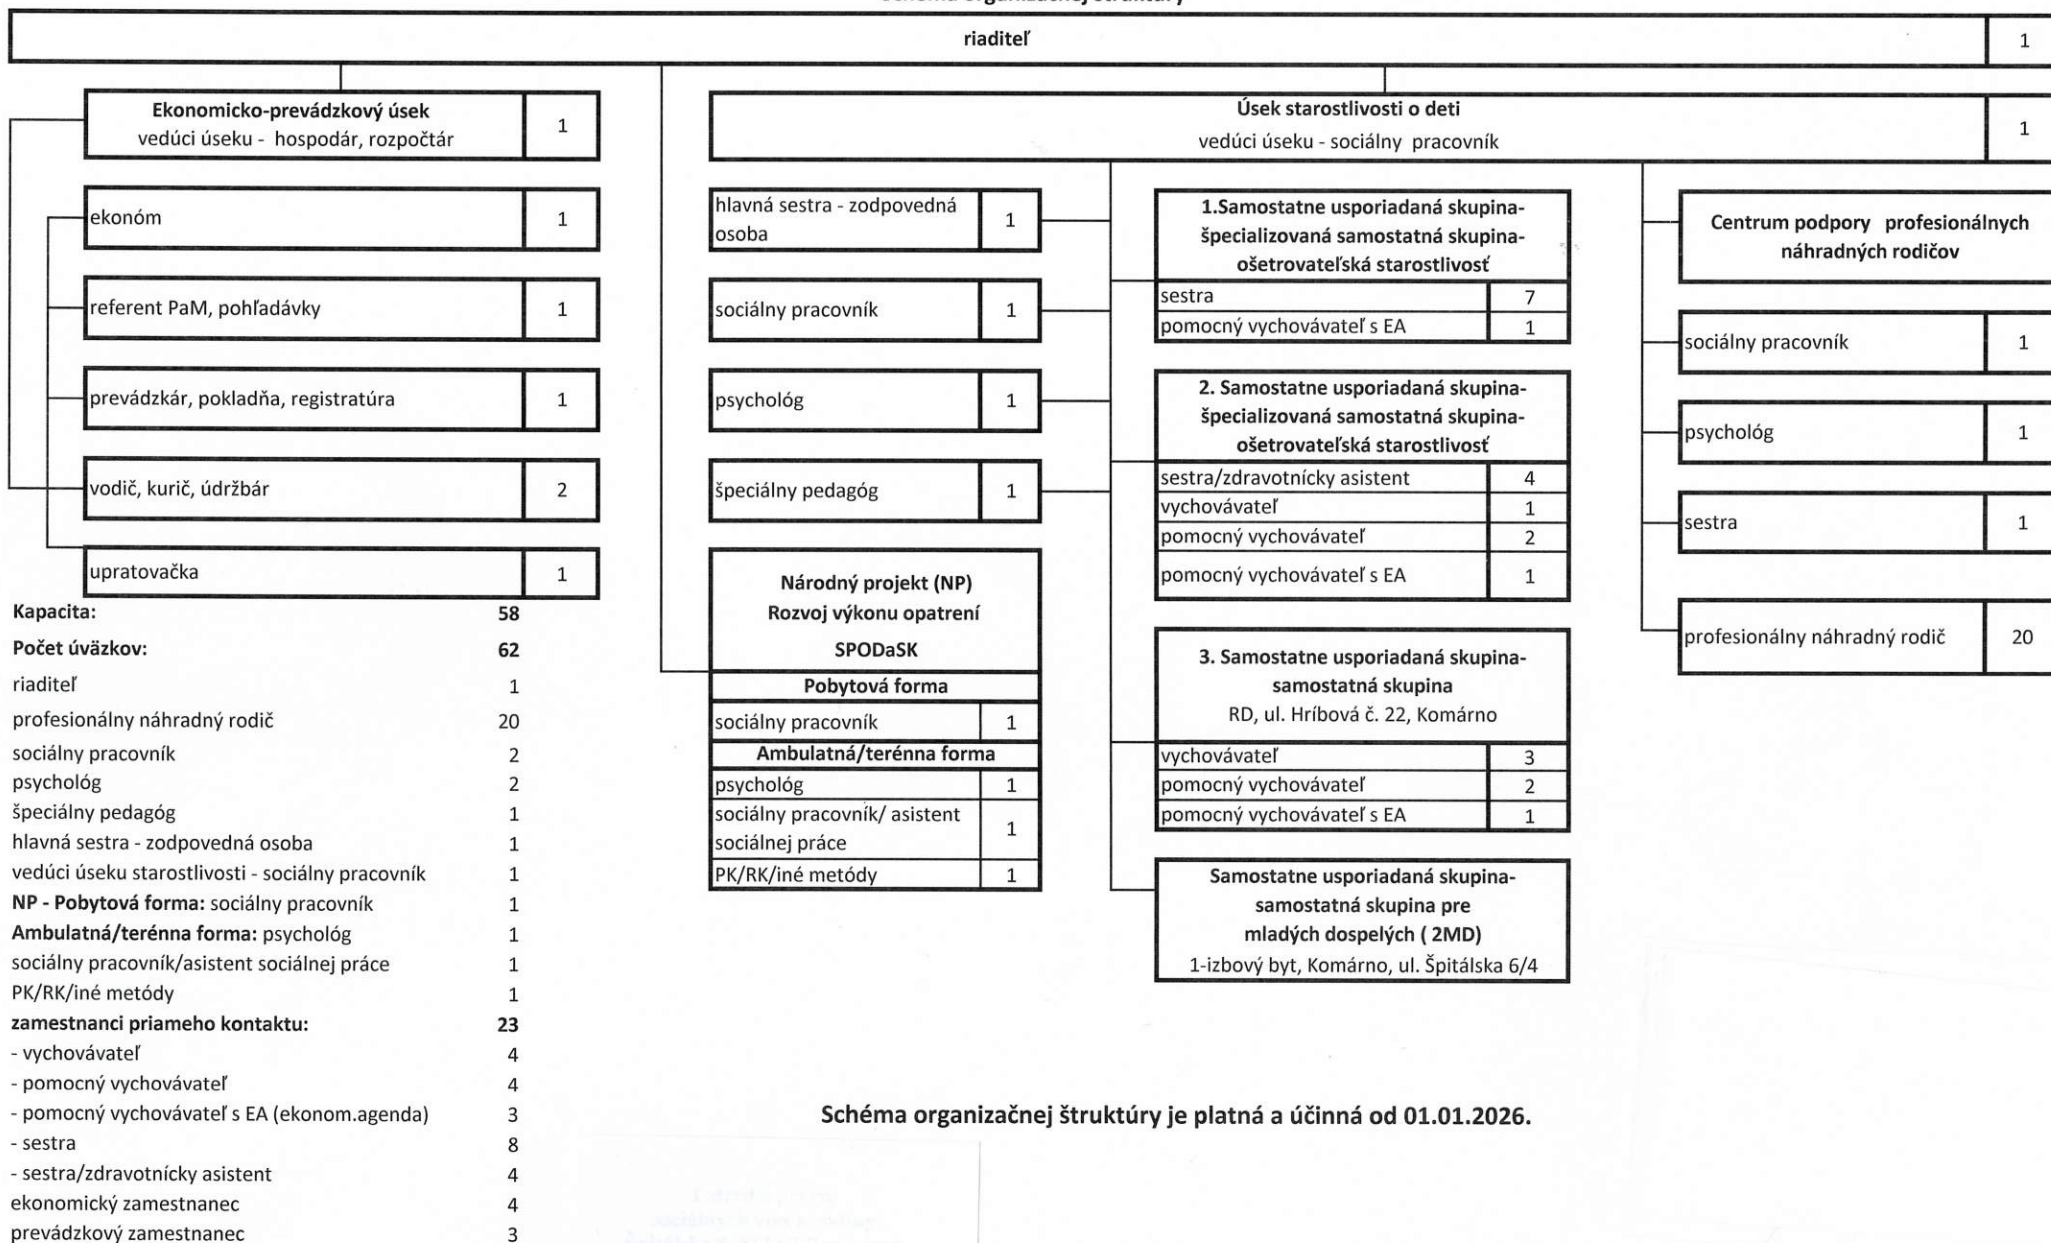 riaditeľ 1
Ekonomicko-prevádzkový úsek
vedúci úseku - hospodár, rozpočtár 1
ekonóm 1
referent PaM, pohľadávky 1
prevádzkár, pokladňa, registratúra 1
vodič, kurič, údržbár 2
upratovačka 1
Úsek starostlivosti o deti
vedúci úseku - sociálny pracovník 1
hlavná sestra - zodpovedná
osoba 1
sociálny pracovník 1
psychológ 1
špeciálny pedagóg 1
Národný projekt (NP)
Rozvoj výkonu opatrení
SPODaSK
Pobytová forma
sociálny pracovník 1
Ambulatná/terénna forma
psychológ 1
sociálny pracovník/ asistent
sociálnej práce 1
PK/RK/iné metódy 1
1.Samostatne usporiadaná skupina-
špecializovaná samostatná skupina-
ošetrovateľská starostlivosť
sestra 7
pomocný vychovávateľ s EA 1
2. Samostatne usporiadaná skupina-
špecializovaná samostatná skupina-
ošetrovateľská starostlivosť
sestra/zdravotnícky asistent 4
vychovávateľ 1
pomocný vychovávateľ 2
pomocný vychovávateľ s EA 1
3. Samostatne usporiadaná skupina-
samostatná skupina
RD, ul. Hríbová č. 22, Komárno
vychovávateľ 3
pomocný vychovávateľ 2
pomocný vychovávateľ s EA 1
Samostatne usporiadaná skupina-
samostatná skupina pre
mladých dospelých ( 2MD)
1-izbový byt, Komárno, ul. Špitálska 6/4
Centrum podpory profesionálnych
náhradných rodičov
sociálny pracovník 1
psychológ 1
sestra 1
profesionálny náhradný rodič 20
Kapacita: 58
Počet úväzkov: 62
riaditeľ 1
profesionálny náhradný rodič 20
sociálny pracovník 2
psychológ 2
špeciálny pedagóg 1
hlavná sestra - zodpovedná osoba 1
vedúci úseku starostlivosti - sociálny pracovník 1
NP - Pobytová forma: sociálny pracovník 1
Ambulatná/terénna forma: psychológ 1
sociálny pracovník/asistent sociálnej práce 1
PK/RK/iné metódy 1
zamestnanci priameho kontaktu: 23
- vychovávateľ 4
- pomocný vychovávateľ 4
- pomocný vychovávateľ s EA (ekonom.agenda) 3
- sestra 8
- sestra/zdravotnícky asistent 4
ekonomický zamestnanec 4
prevádzkový zamestnanec 3
Schéma organizačnej štruktúry je platná a účinná od 01.01.2026.